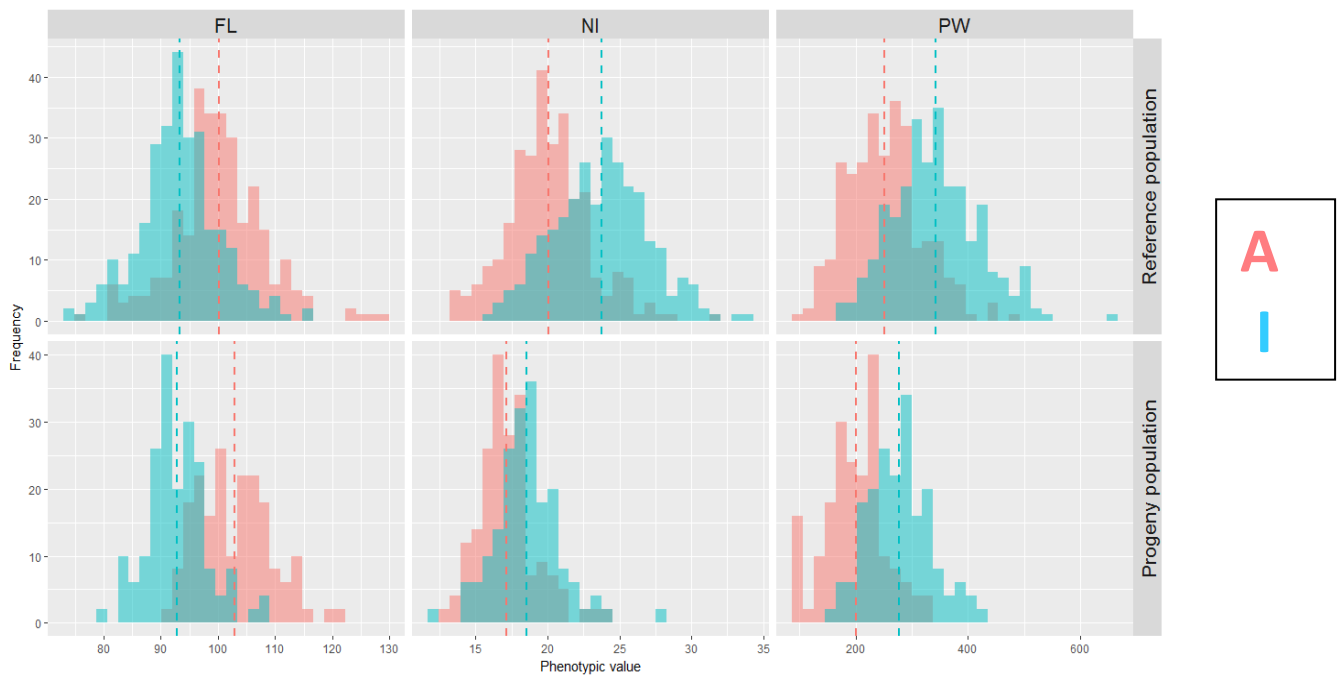 FL NI PW
Reference population
Progeny population
Frequency
40
30
20
10
0
40
30
20
10
0
80 90 100 110 120 130
15 20 25 30 35
200 400 600
Phenotypic value
A
I